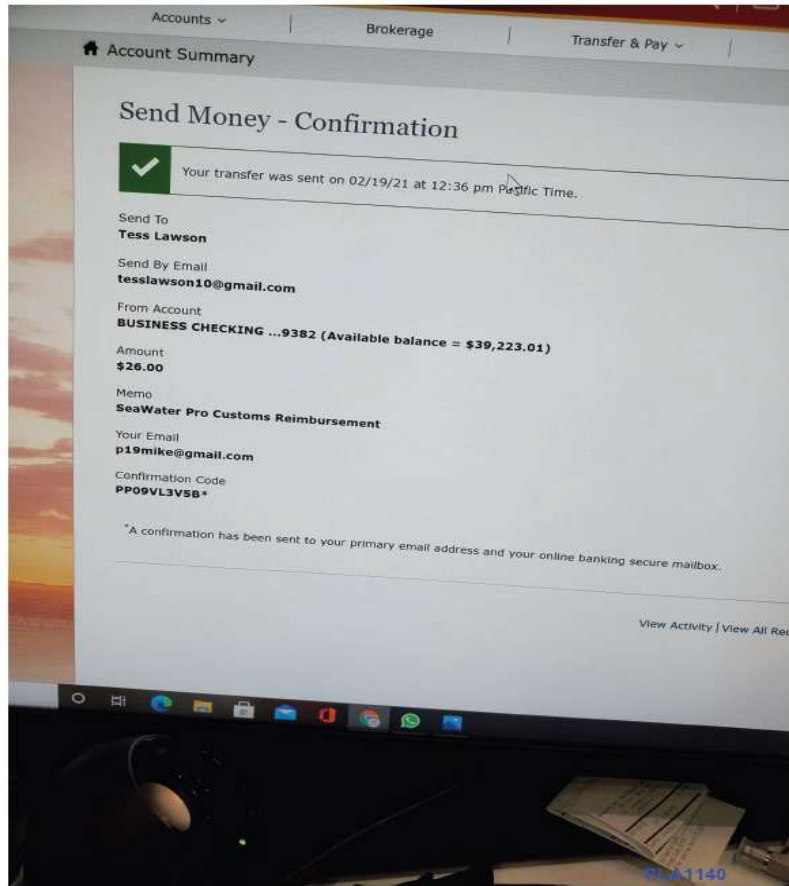 Accounts
Brokerage
Transfer & Pay
Account Summary
Send Money - Confirmation
Your transfer was sent on 02/19/21 at 12:36 pm Pacific Time.
Send To
Tess Lawson
Send By Email
tesslawson10@gmail.com
From Account
BUSINESS CHECKING ...9382 (Available balance = $39,223.01)
Amount
$26.00
Memo
SeaWater Pro Customs Reimbursement
Your Email
p19mike@gmail.com
Confirmation Code
PP09VL3V5B*
*A confirmation has been sent to your primary email address and your online banking secure mailbox.
View Activity | View All Rec
1140